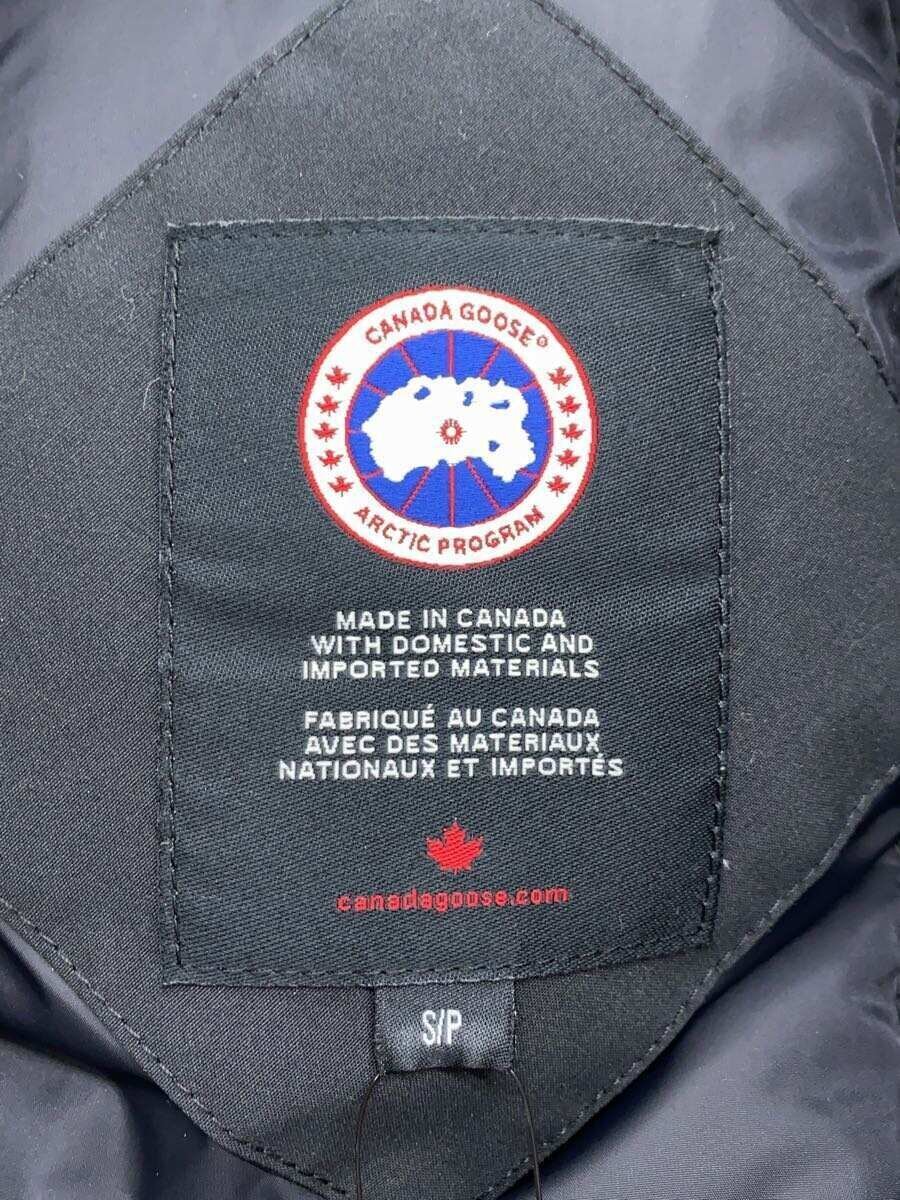 CANADA GOOSE®
ARCTIC PROGRAM
MADE IN CANADA
WITH DOMESTIC AND
IMPORTED MATERIALS
FABRIQUÉ AU CANADA
AVEC DES MATERIAUX
NATIONAUX ET IMPORTÉS
canadagoose.com
S/P